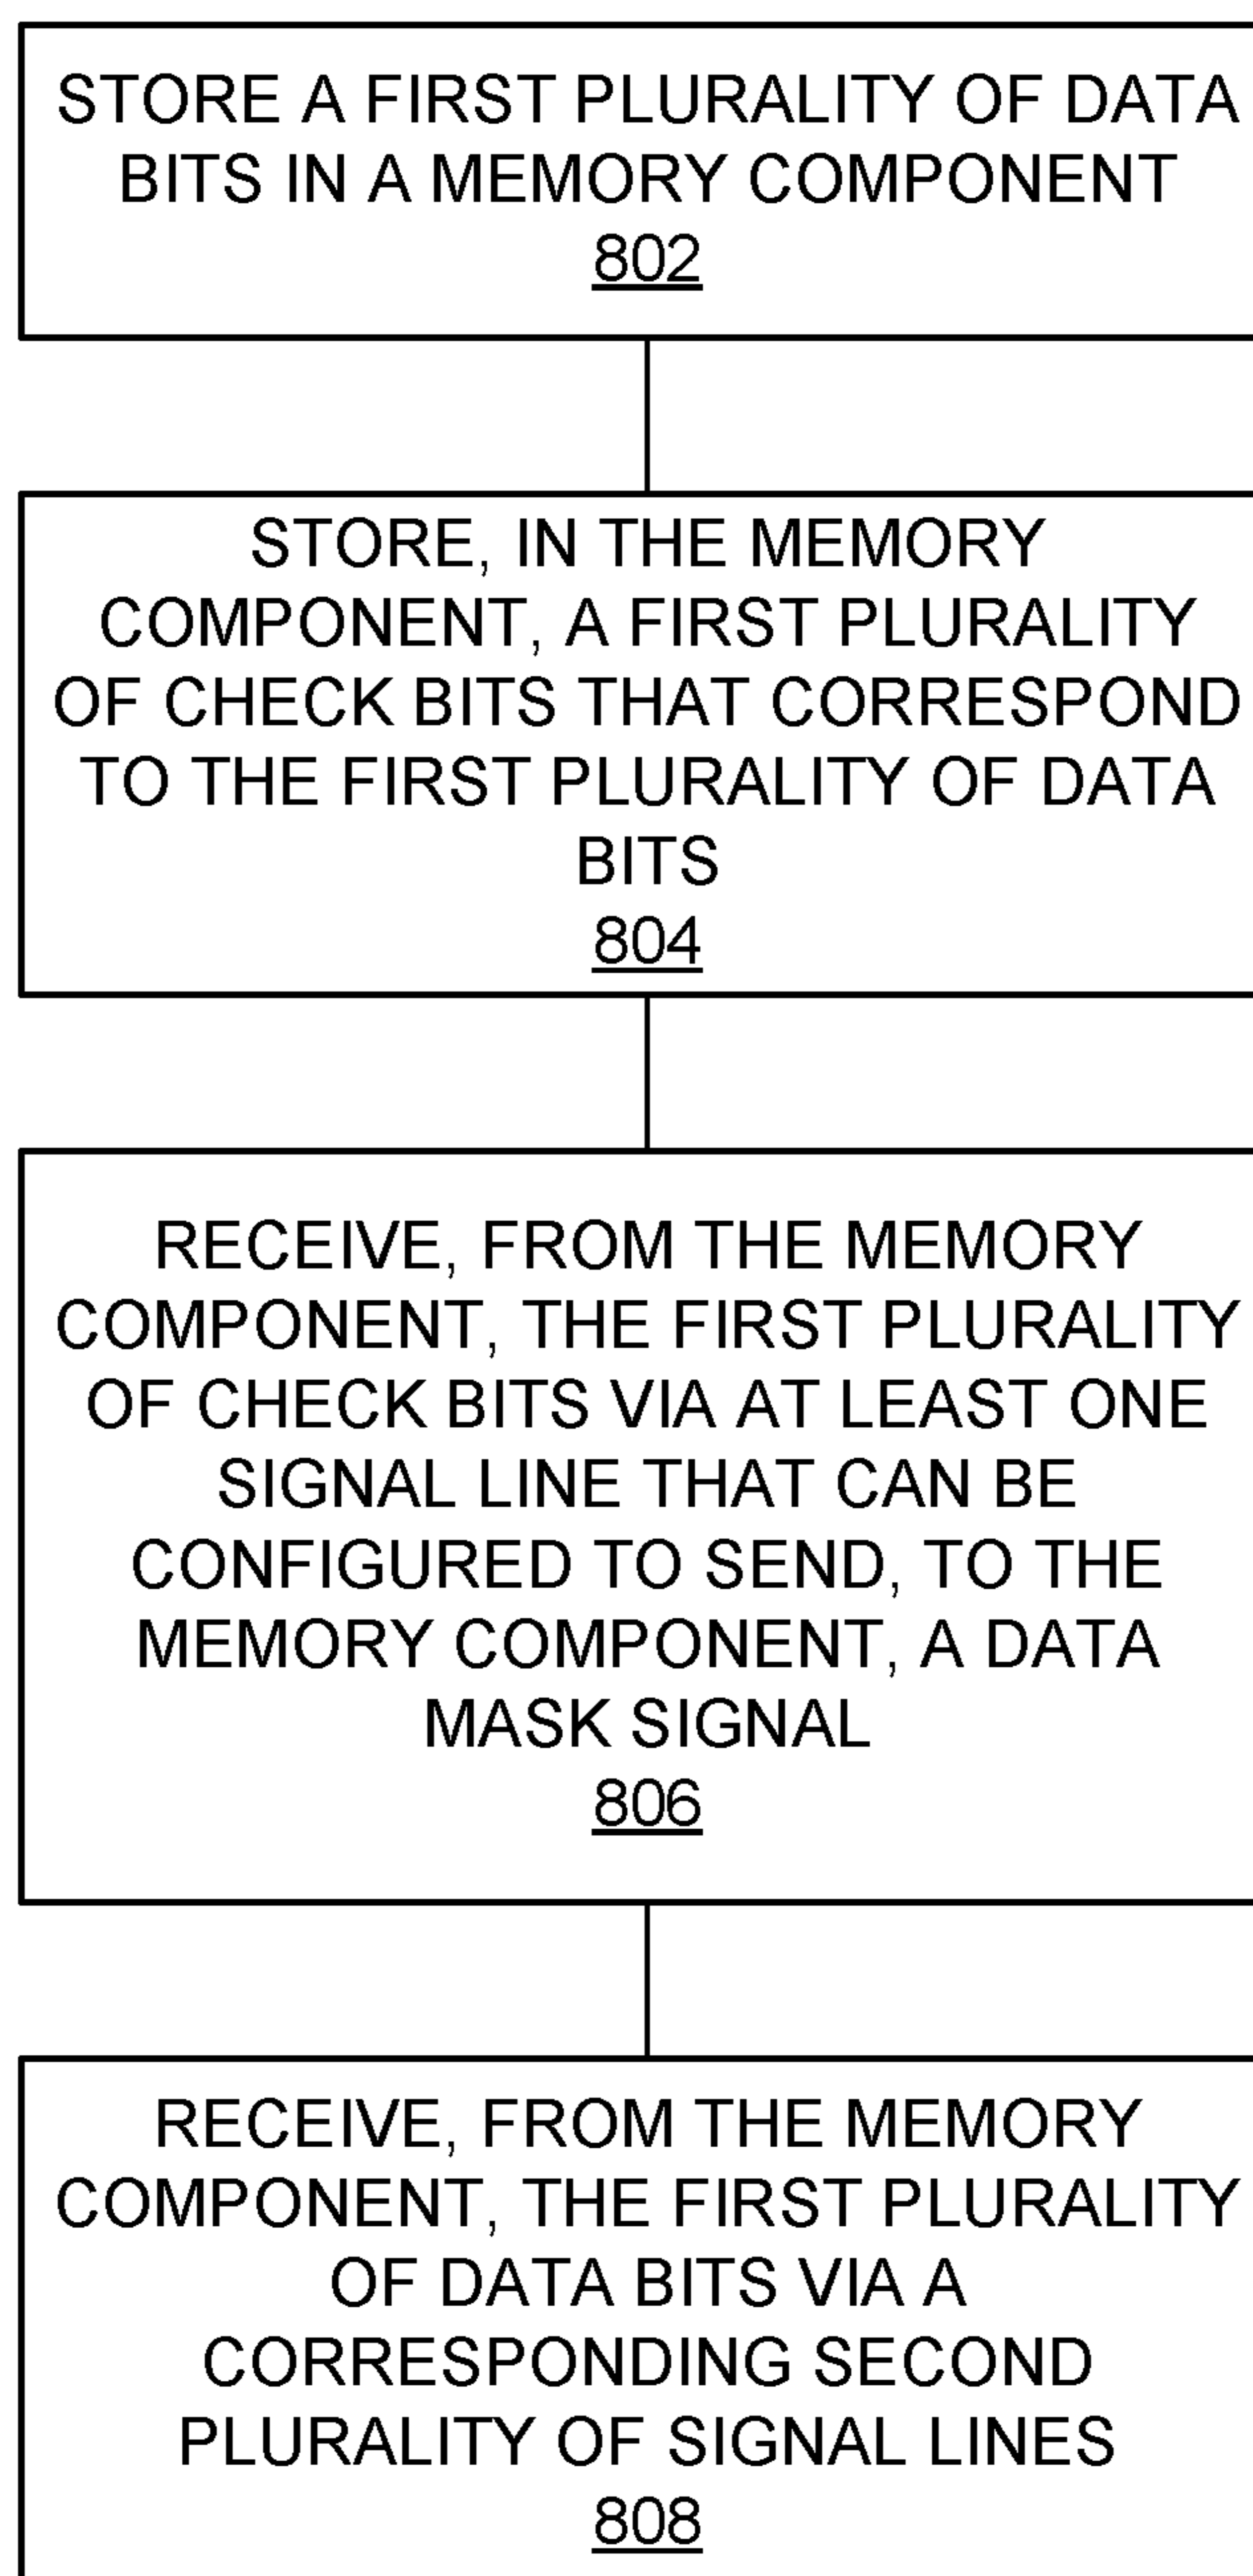 STORE A FIRST PLURALITY OF DATA
BITS IN A MEMORY COMPONENT
802
STORE, IN THE MEMORY
COMPONENT, A FIRST PLURALITY
OF CHECK BITS THAT CORRESPOND
TO THE FIRST PLURALITY OF DATA
BITS
804
RECEIVE, FROM THE MEMORY
COMPONENT, THE FIRST PLURALITY
OF CHECK BITS VIA AT LEAST ONE
SIGNAL LINE THAT CAN BE
CONFIGURED TO SEND, TO THE
MEMORY COMPONENT, A DATA
MASK SIGNAL
806
RECEIVE, FROM THE MEMORY
COMPONENT, THE FIRST PLURALITY
OF DATA BITS VIA A
CORRESPONDING SECOND
PLURALITY OF SIGNAL LINES
808